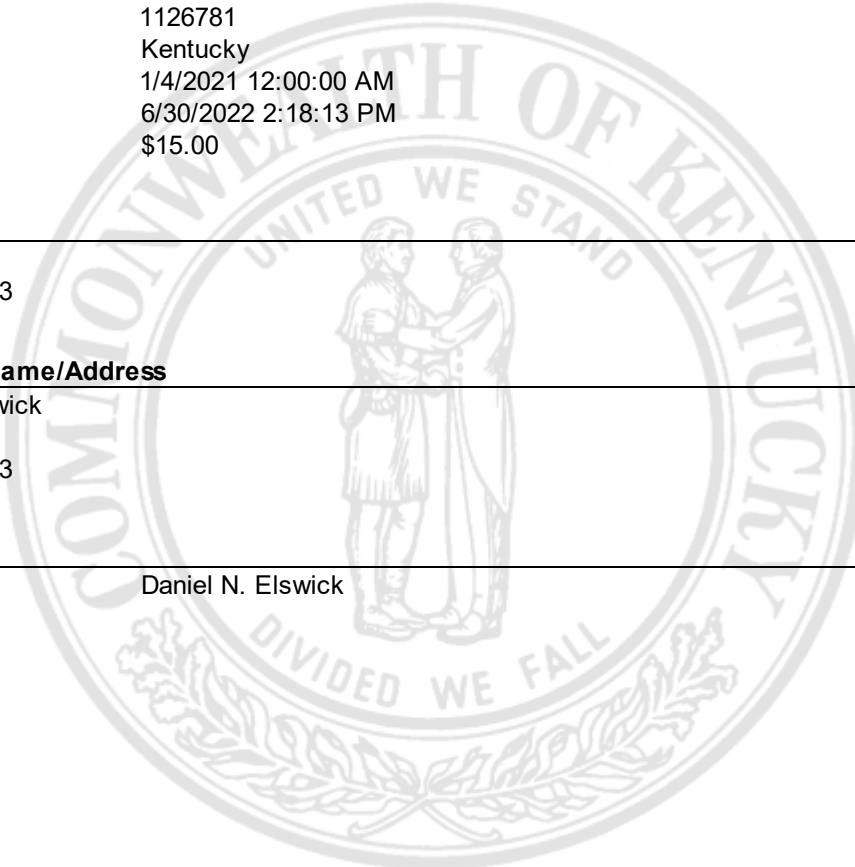 1126781
Kentucky
1/4/2021 12:00:00 AM
6/30/2022 2:18:13 PM
$15.00
COMMONWEALTH OF KENTUCKY
UNITED WE STAND
3
ame/Address
wick
3
Daniel N. Elswick
DIVIDED WE FALL